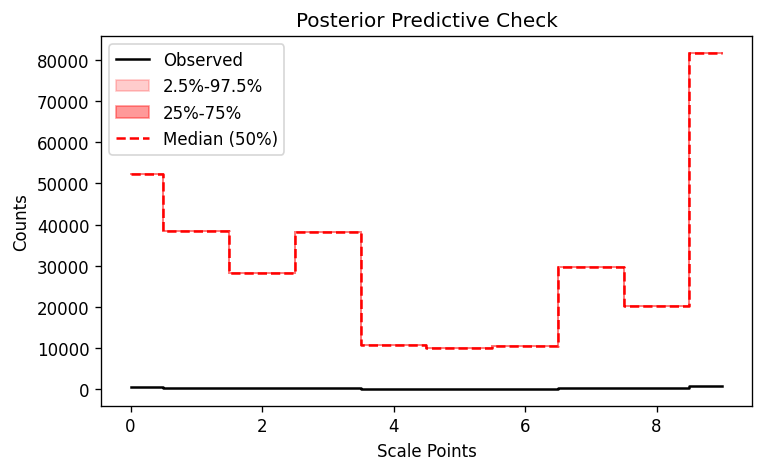 Posterior Predictive Check
Observed
2.5%-97.5%
25%-75%
Median (50%)
Counts
80000
70000
60000
50000
40000
30000
20000
10000
0
0 2 4 6 8
Scale Points